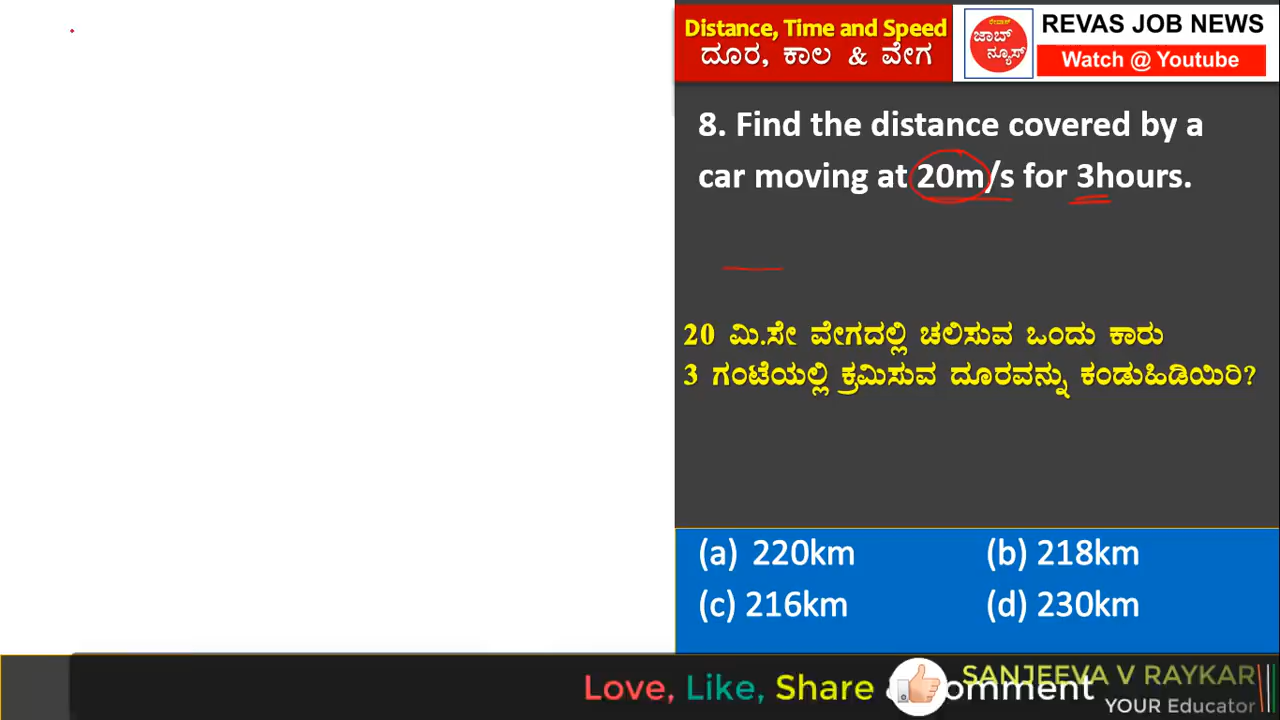 Distance, Time and Speed
ದೂರ, ಕಾಲ & ವೇಗ
ರೇವಾಸ್
ಜಾಬ್
ನ್ಯೂಸ್
REVAS JOB NEWS
Watch @ Youtube
8. Find the distance covered by a
car moving at 20m/s for 3hours.
20 ಮಿ.ಸೇ ವೇಗದಲ್ಲಿ ಚಲಿಸುವ ಒಂದು ಕಾರು
3 ಗಂಟೆಯಲ್ಲಿ ಕ್ರಮಿಸುವ ದೂರವನ್ನು ಕಂಡುಹಿಡಿಯಿರಿ?
(a) 220km (b) 218km
(c) 216km (d) 230km
Love, Like, Share & omment
SANJEEVA V RAYKAR
YOUR Educator